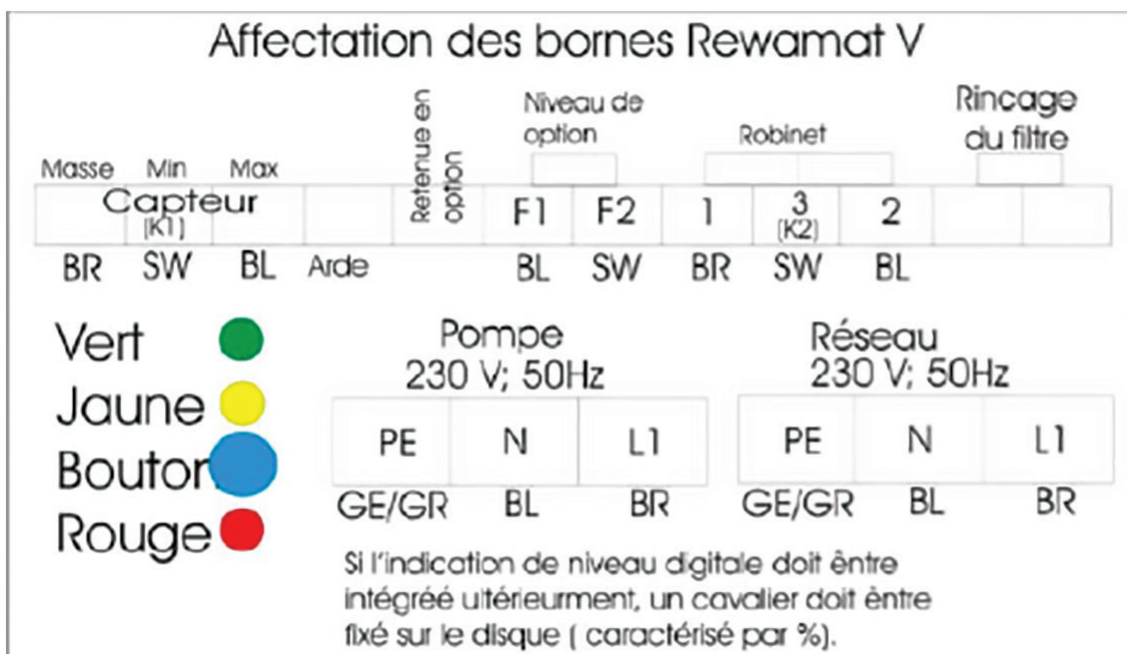 Affectation des bornes Rewamat V
Retenue en
option
Niveau de
option
Robinet
Rincage
du filtre
Masse Min Max
Capteur
(K1)
F1 F2 1 3 2
(K2)
BR SW BL Arde BL SW BR SW BL
Vert
Jaune
Bouton
Rouge
Pompe
230 V; 50Hz
PE N L1
GE/GR BL BR
Réseau
230 V; 50Hz
PE N L1
GE/GR BL BR
Si l'indication de niveau digitale doit êntre
intégréé ultérieurment, un cavalier doit êntre
fixé sur le disque ( caractérisé par %).